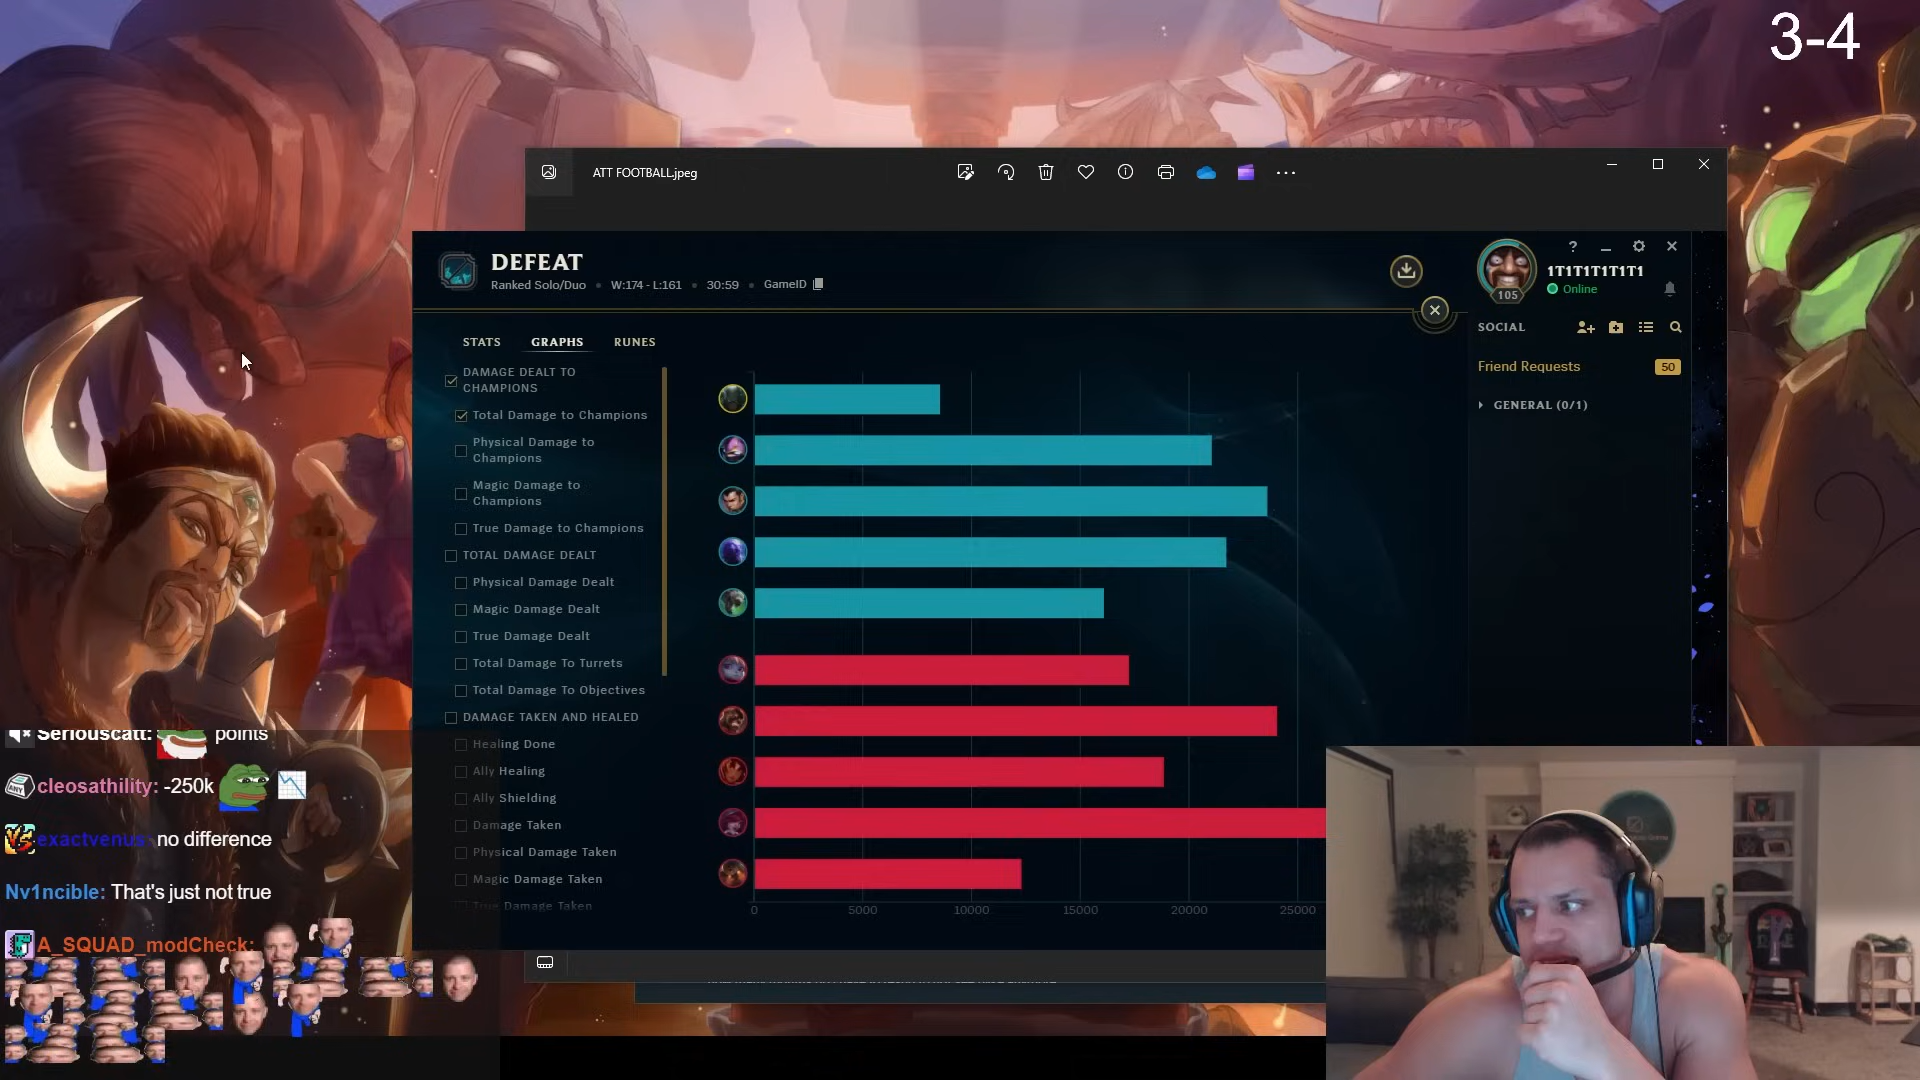 3-4
ATT FOOTBALL.jpeg
DEFEAT
Ranked Solo/Duo • W:174 - L:161 • 30:59 • GameID
105
1T1T1T1T1T1
Online
SOCIAL
Friend Requests 50
GENERAL (0/1)
STATS GRAPHS RUNES
DAMAGE DEALT TO
CHAMPIONS
Total Damage to Champions
Physical Damage to
Champions
Magic Damage to
Champions
True Damage to Champions
TOTAL DAMAGE DEALT
Physical Damage Dealt
Magic Damage Dealt
True Damage Dealt
Total Damage To Turrets
Total Damage To Objectives
DAMAGE TAKEN AND HEALED
Healing Done
Ally Healing
Ally Shielding
Damage Taken
Physical Damage Taken
Magic Damage Taken
True Damage Taken
0 5000 10000 15000 20000 25000
Seriouscatt: points
cleosathility: -250k
exactvenus: no difference
Nv1ncible: That's just not true
A_SQUAD_modCheck: